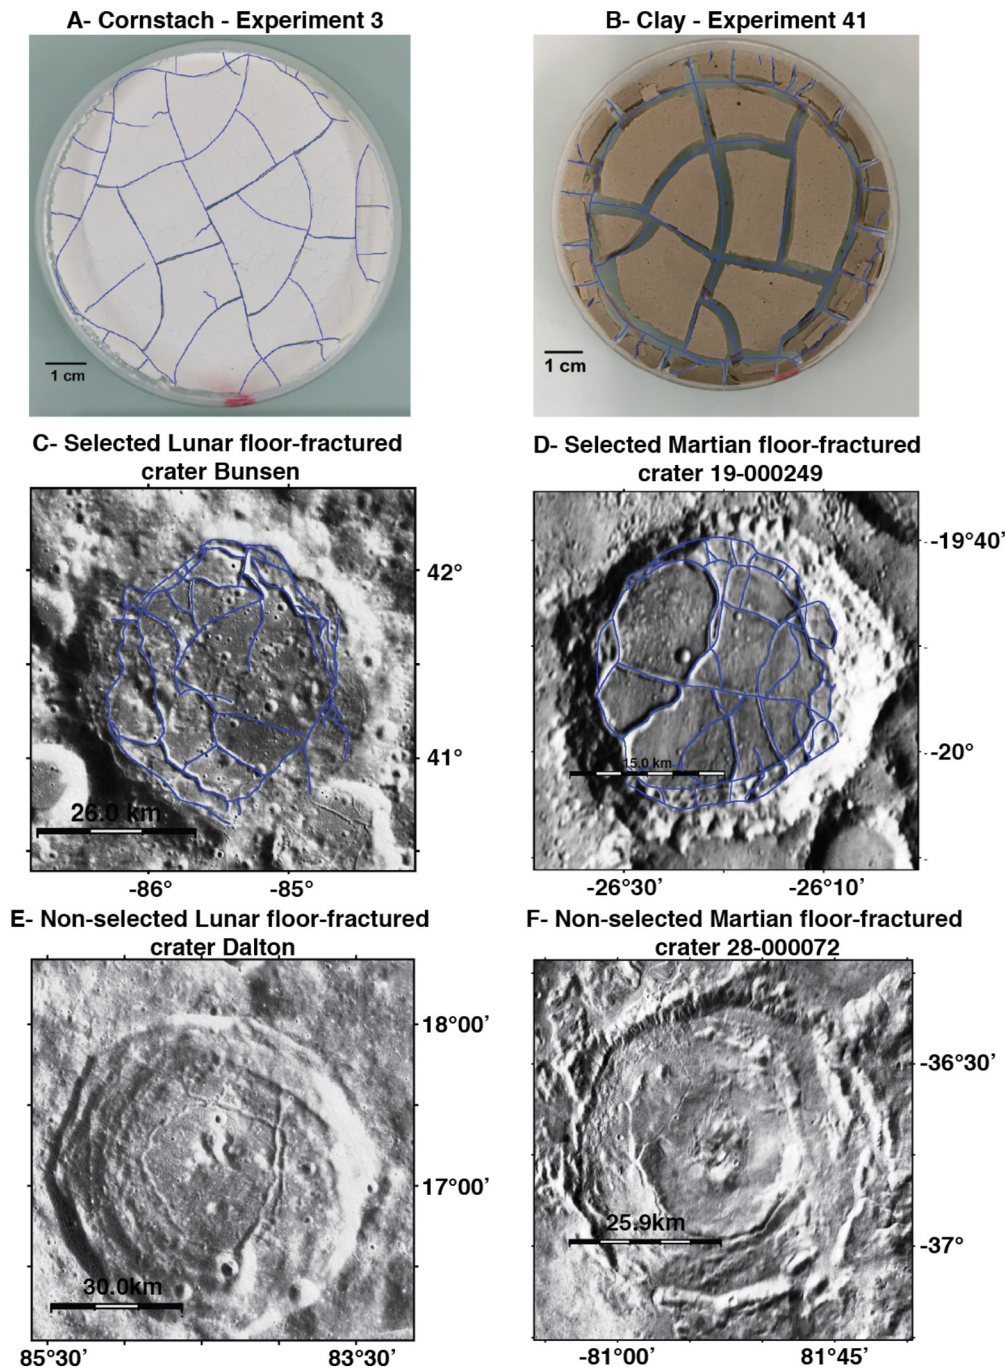 A- Cornstach - Experiment 3
B- Clay - Experiment 41
1 cm
1 cm
C- Selected Lunar floor-fractured
crater Bunsen
D- Selected Martian floor-fractured
crater 19-000249
42°
41°
26.0 km
-86°
-85°
-19°40’
-20°
15.0 km
-26°30’
-26°10’
E- Non-selected Lunar floor-fractured
crater Dalton
F- Non-selected Martian floor-fractured
crater 28-000072
18°00’
17°00’
30.0km
85°30’
83°30’
-36°30’
-37°
25.9km
-81°00’
81°45’